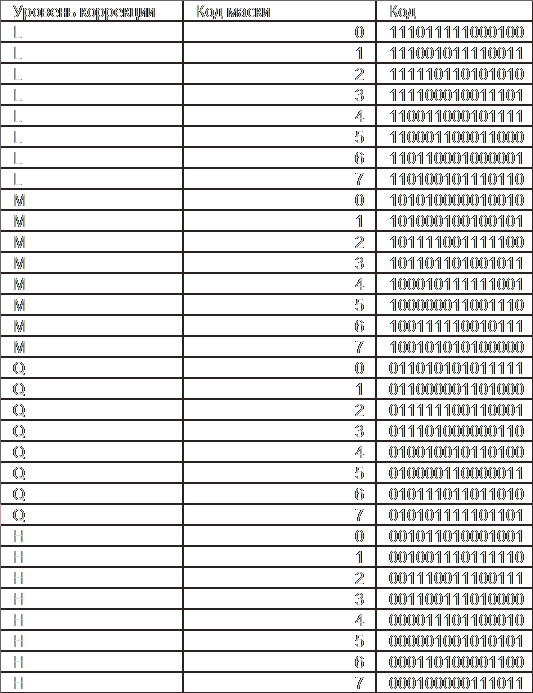 Уровень коррекции Код маски Код
L 0 111011111000100
L 1 111001011110011
L 2 111110110101010
L 3 111100010011101
L 4 110011000101111
L 5 110001100011000
L 6 110110001000001
L 7 110100101110110
M 0 101010000010010
M 1 101000100100101
M 2 101111001111100
M 3 101101101001011
M 4 100010111111001
M 5 100000011001110
M 6 100111110010111
M 7 100101010100000
Q 0 011010101011111
Q 1 011000001101000
Q 2 011111100110001
Q 3 011101000000110
Q 4 010010010110100
Q 5 010000110000011
Q 6 010111011011010
Q 7 010101111101101
H 0 001011010001001
H 1 001001110111110
H 2 001110011100111
H 3 001100111010000
H 4 000011101100010
H 5 000001001010101
H 6 000110100001100
H 7 000100000111011